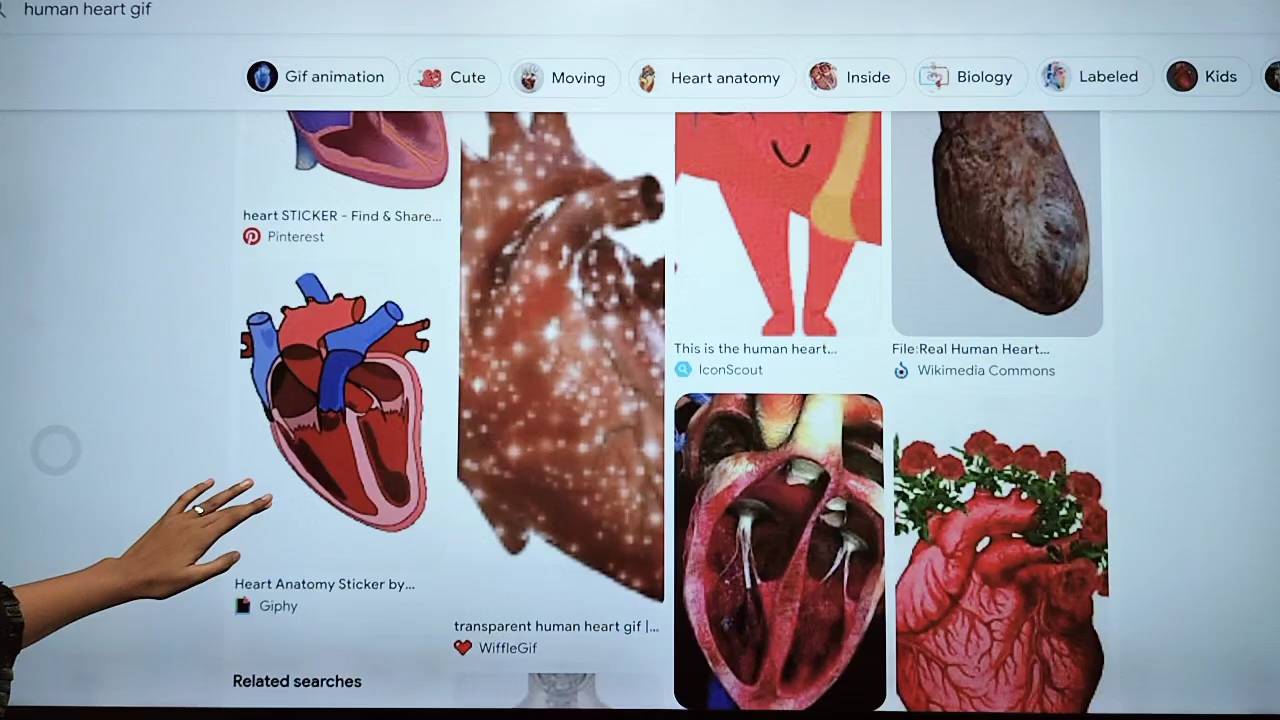 human heart gif
Gif animation
Cute
Moving
Heart anatomy
Inside
Biology
Labeled
Kids
heart STICKER - Find & Share...
Pinterest
This is the human heart...
IconScout
File:Real Human Heart...
Wikimedia Commons
Heart Anatomy Sticker by...
Giphy
transparent human heart gif |...
WiffleGif
Related searches